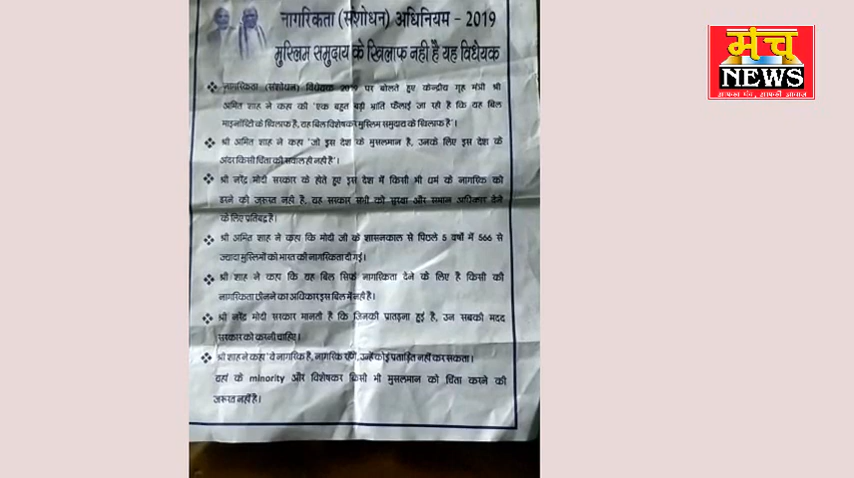 नागरिकता (संशोधन) अधिनियम - 2019
मुस्लिम समुदाय के खिलाफ नही है यह विधेयक
नागरिकता (संशोधन) विधेयक 2019 पर बोलते हुए केन्द्रीय गृह मंत्री श्री
अमित शाह ने कहा की 'एक बहुत बड़ी भ्रांति फैलाई जा रही है कि यह बिल
माइनॉरिटी के खिलाफ है, यह बिल विशेषकर मुस्लिम समुदाय के खिलाफ है'।
श्री अमित शाह ने कहा 'जो इस देश के मुसलमान है, उनके लिए इस देश के
अंदर किसी चिंता की सवाल ही नही है'।
श्री नरेंद्र मोदी सरकार के होते हुए इस देश में किसी भी धर्म के नागरिक को
डरने की जरूरत नही है, यह सरकार सभी को सुरक्षा और समान अधिकार देने
के लिए प्रतिबद्ध है।
श्री अमित शाह ने कहा कि मोदी जी के शासनकाल से पिछले 5 वर्षो में 566 से
ज्यादा मुस्लिमों को भारत की नागरिकता दी गई।
श्री शाह ने कहा कि यह बिल सिर्फ नागरिकता देने के लिए है किसी की
नागरिकता छीनने का अधिकार इस बिल में नही है।
श्री नरेंद्र मोदी सरकार मानती है कि जिनकी प्रताड़ना हुई है, उन सबकी मदद
सरकार को करनी चाहिए।
श्री शाह ने कहा 'ये नागरिक है, नागरिक रहेंगे, उन्हें कोई प्रताड़ित नहीं कर सकता।
यहां के minority और विशेषकर किसी भी मुसलमान को चिंता करने की
जरूरत नही है।
मंच
NEWS
आपका मंच, आपकी आवाज़